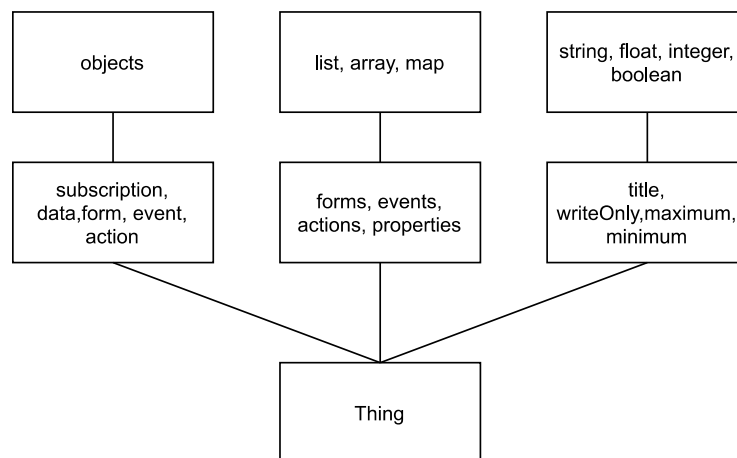 objects
list, array, map
string, float, integer,
boolean
subscription,
data,form, event,
action
forms, events,
actions, properties
title,
writeOnly,maximum,
minimum
Thing